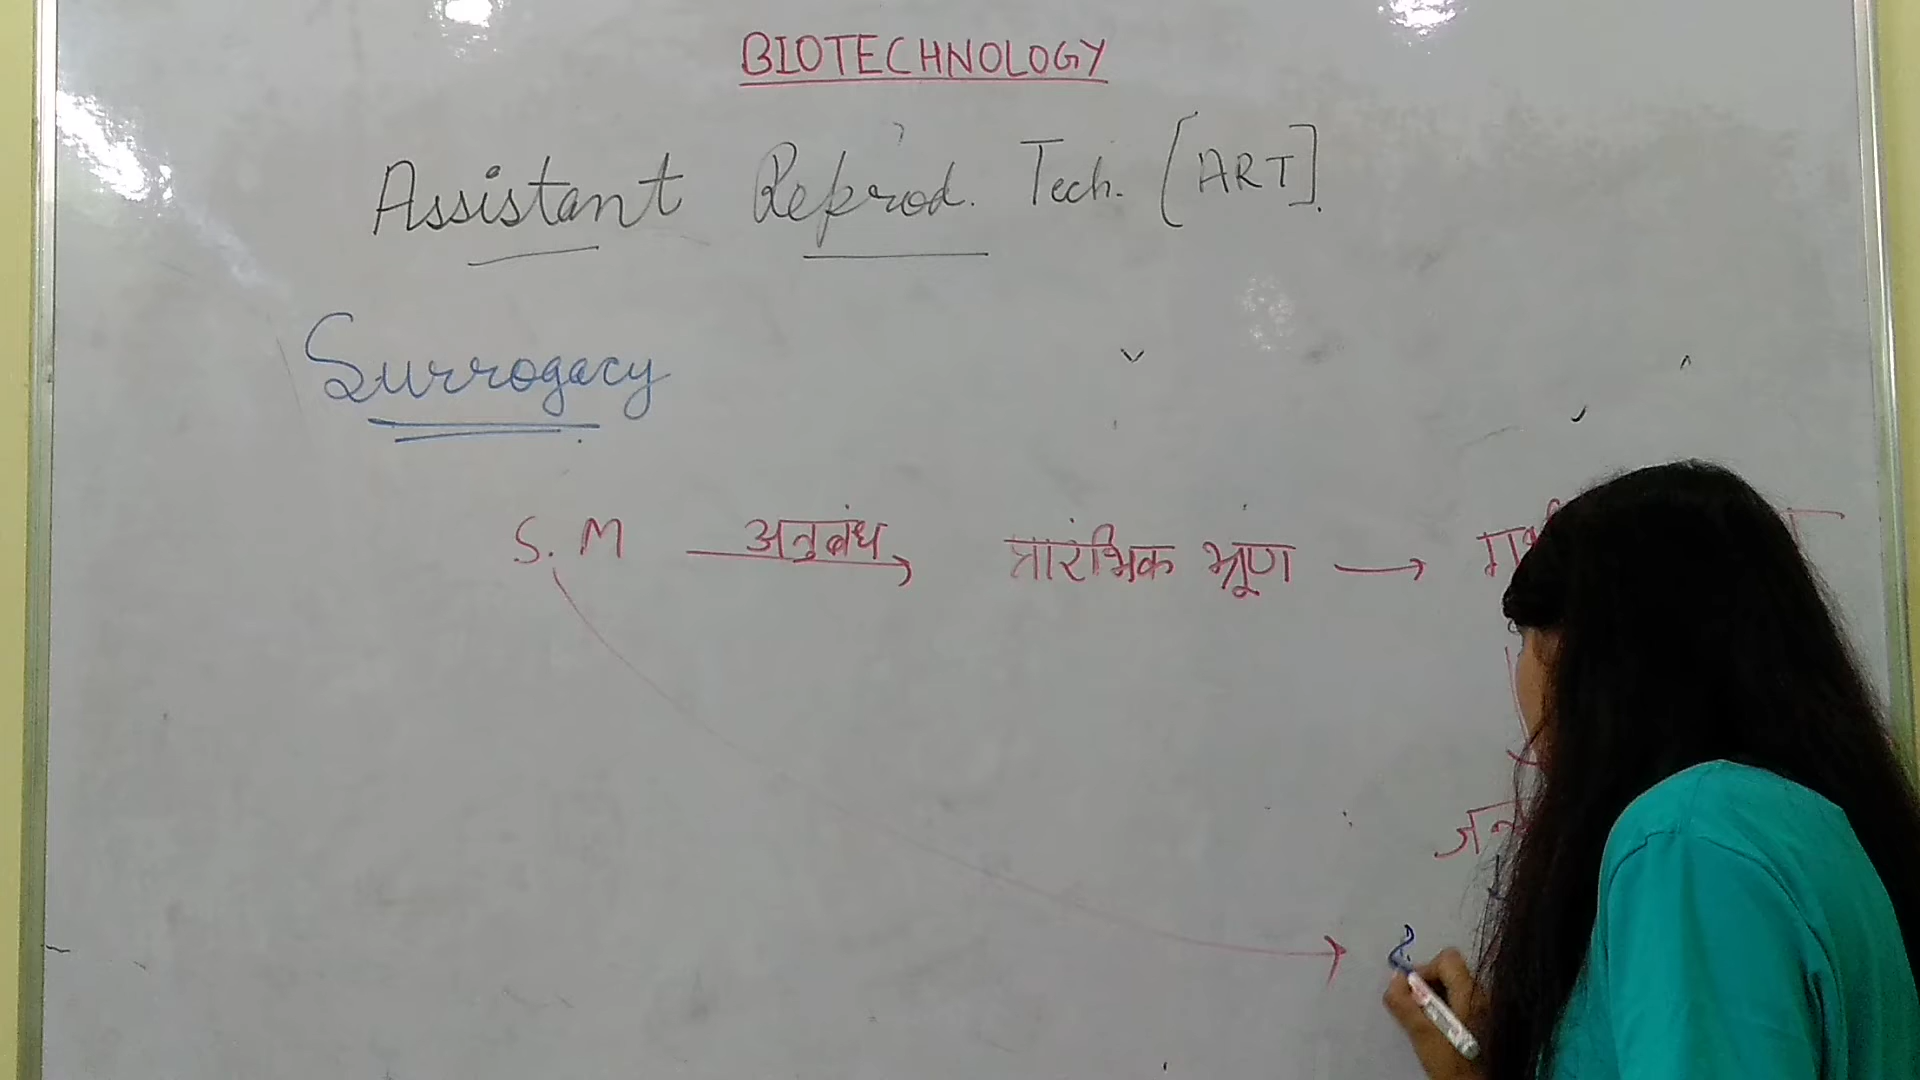 BIOTECHNOLOGY
Assistant Reprod. Tech. [ART].
Surrogacy
S. M अनुबंध प्रारंभिक भ्रूण